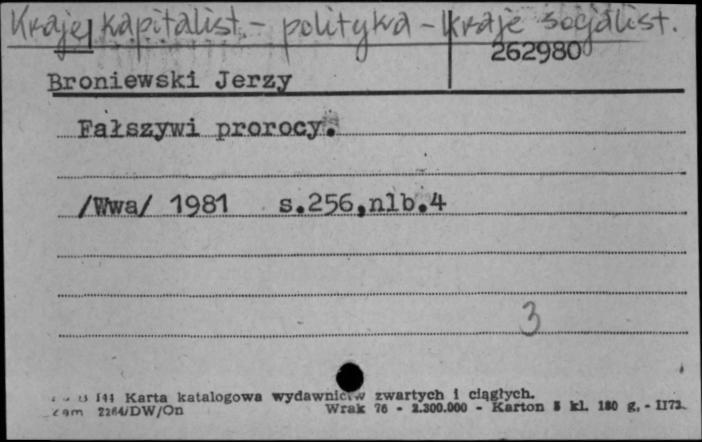 Kraje kapitalist. - polityka - kraje socjalist.
262980
Broniewski Jerzy
Fałszywi prorocy.
/Wwa/ 1981 s.256,nlb.4
3
144 Karta katalogowa wydawnictw zwartych i ciągłych.
2264/DW/On Wrak 76 - 2.300.000 - Karton kl. 180 g. - 1173